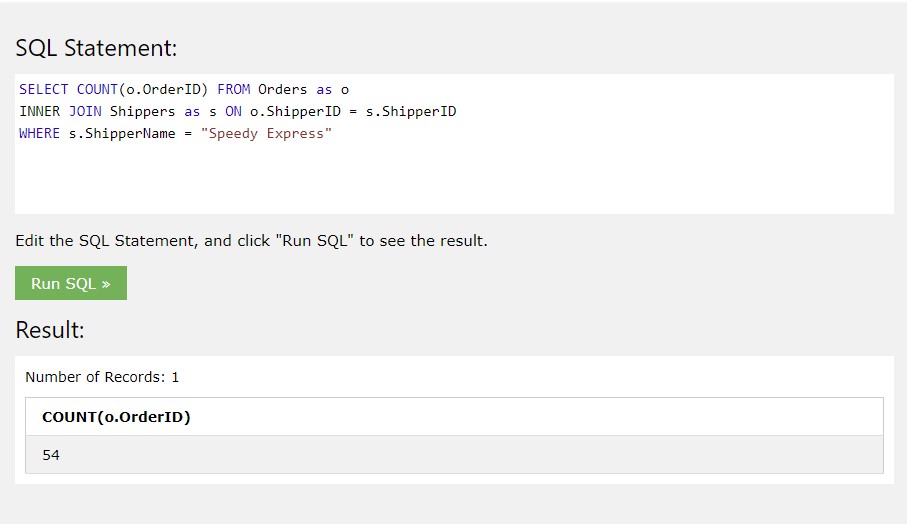 SQL Statement:
SELECT COUNT(o.OrderID) FROM Orders as o
INNER JOIN Shippers as s ON o.ShipperID = s.ShipperID
WHERE s.ShipperName = "Speedy Express"
Edit the SQL Statement, and click "Run SQL" to see the result.
Run SQL »
Result:
Number of Records: 1
COUNT(o.OrderID)
54